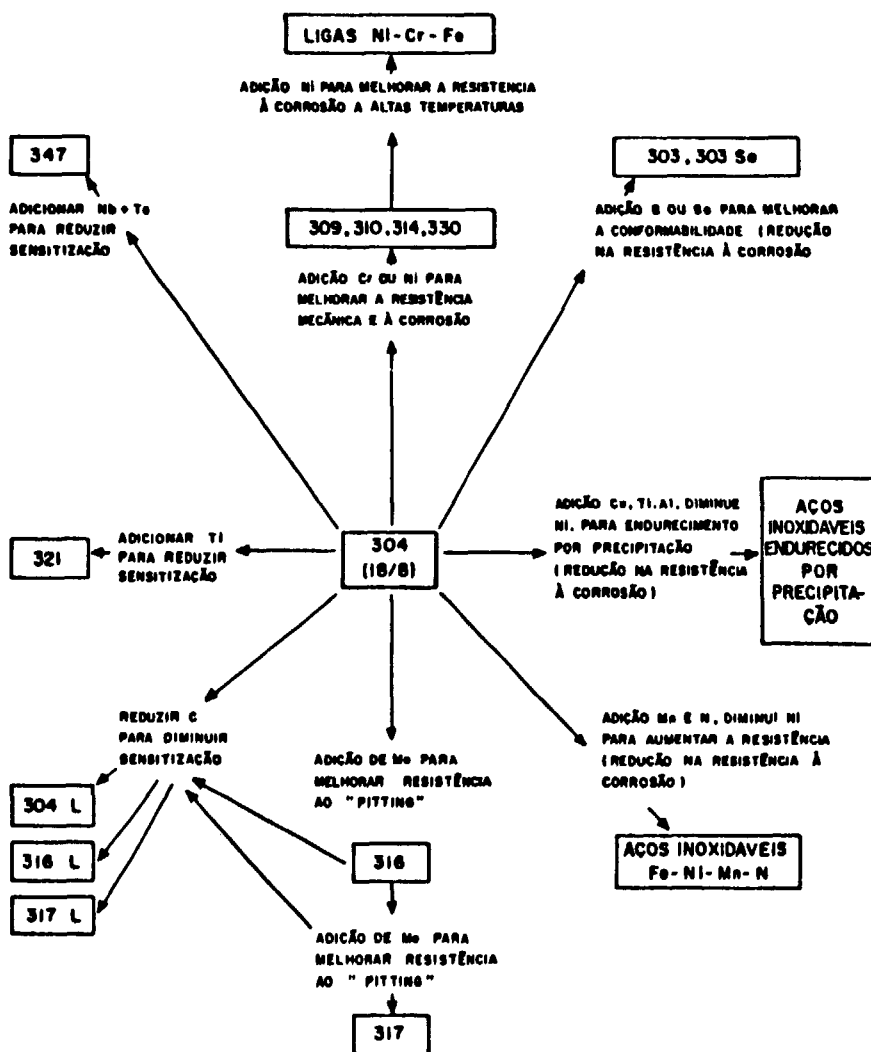 LIGAS Ni-Cr-Fe
ADIÇÃO Ni PARA MELHORAR A RESISTENCIA
À CORROSÃO A ALTAS TEMPERATURAS
347
ADICIONAR Nb+Ta
PARA REDUZIR
SENSITIZAÇÃO
309,310,314,330
ADIÇÃO Cr OU Ni PARA
MELHORAR A RESISTÊNCIA
MECÂNICA E À CORROSÃO
303,303 Se
ADIÇÃO S OU Se PARA MELHORAR
A CONFORMABILIDADE (REDUÇÃO
NA RESISTÊNCIA À CORROSÃO
321
ADICIONAR Ti
PARA REDUZIR
SENSITIZAÇÃO
304
(18/8)
ADIÇÃO Cu, Ti, Al, DIMINUE
Ni, PARA ENDURECIMENTO
POR PRECIPITAÇÃO
(REDUÇÃO NA RESISTÊNCIA
À CORROSÃO)
AÇOS
INOXIDAVEIS
ENDURECIDOS
POR
PRECIPITA-
ÇÃO
REDUZIR C
PARA DIMINUIR
SENSITIZAÇÃO
304 L
316 L
317 L
ADIÇÃO DE Mo PARA
MELHORAR RESISTÊNCIA
AO "PITTING"
316
ADIÇÃO DE Mo PARA
MELHORAR RESISTÊNCIA
AO "PITTING"
317
ADIÇÃO Mn E N, DIMINUI Ni
PARA AUMENTAR A RESISTÊNCIA
(REDUÇÃO NA RESISTÊNCIA À
CORROSÃO)
AÇOS INOXIDAVEIS
Fe-Ni-Mn-N